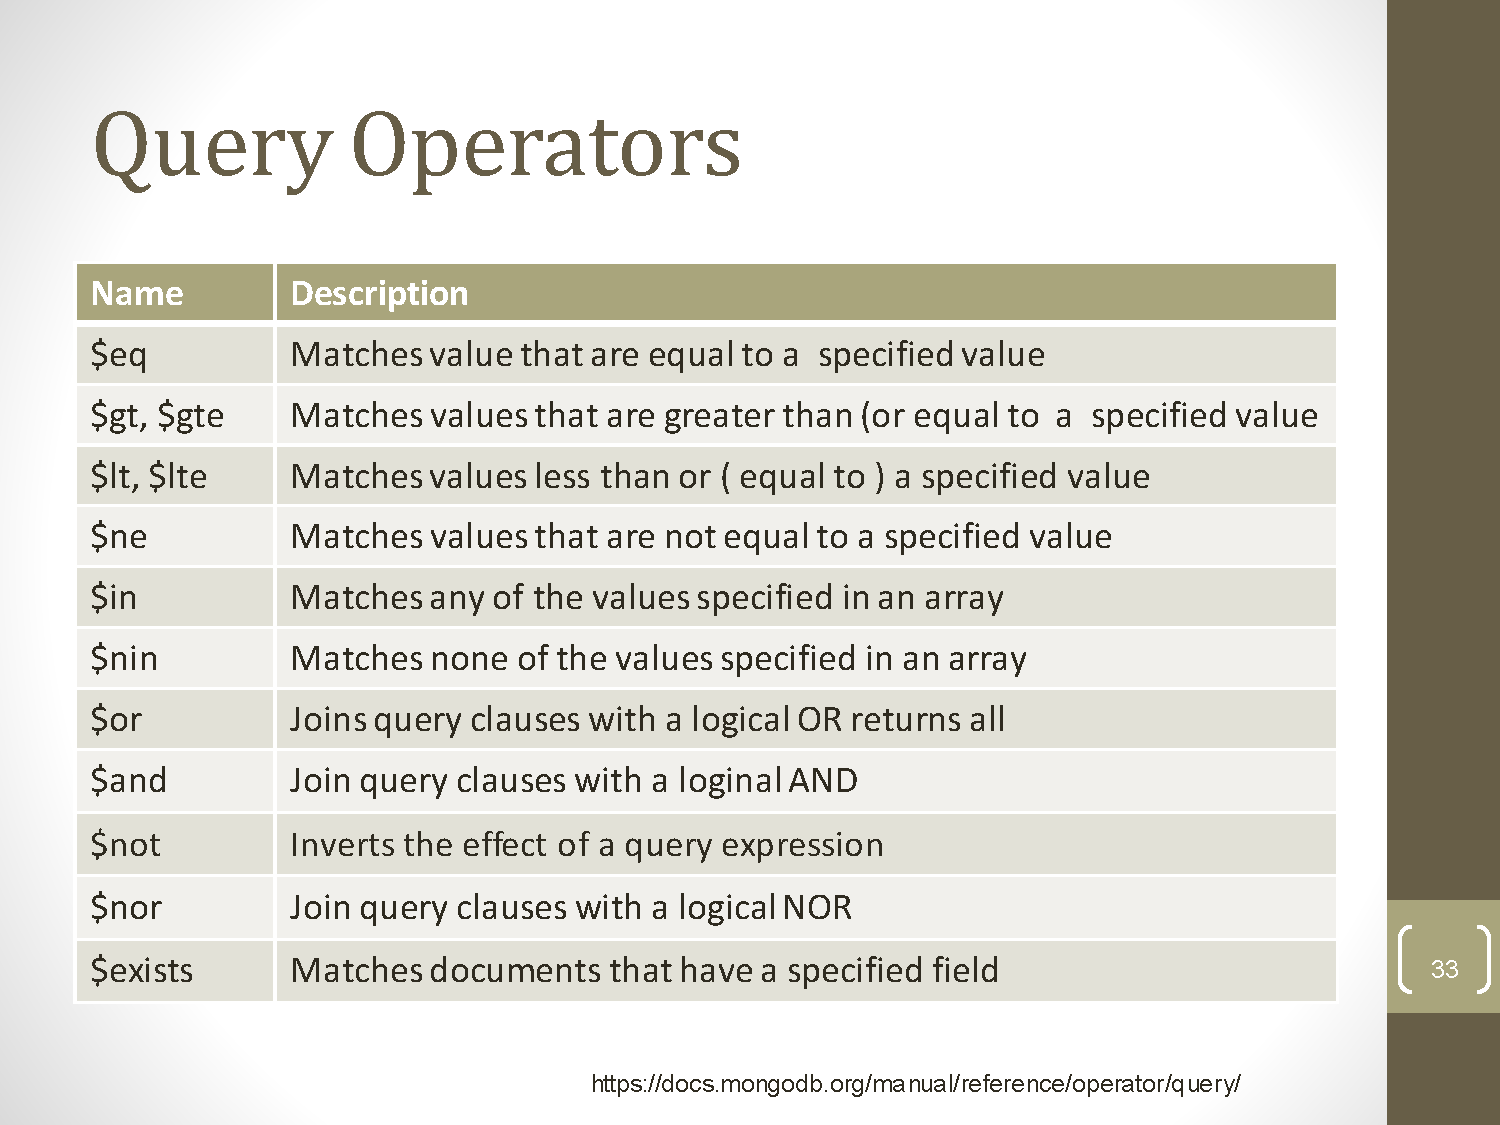 Query Operators
Name Description
$eq Matches value that are equal to a specified value
$gt, $gte Matches values that are greater than (or equal to a specified value
$lt, $lte Matches values less than or ( equal to ) a specified value
$ne Matches values that are not equal to a specified value
$in Matches any of the values specified in an array
$nin Matches none of the values specified in an array
$or Joins query clauses with a logical OR returns all
$and Join query clauses with a loginal AND
$not Inverts the effect of a query expression
$nor Join query clauses with a logical NOR
$exists Matches documents that have a specified field
33
https://docs.mongodb.org/manual/reference/operator/query/